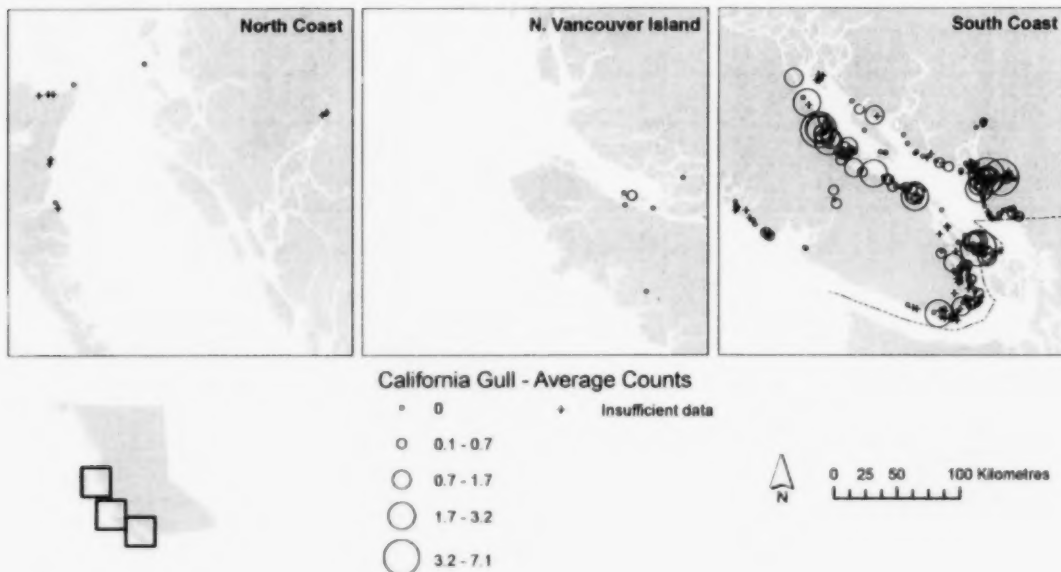 North Coast
N. Vancouver Island
South Coast
California Gull - Average Counts
0
0.1 - 0.7
0.7 - 1.7
1.7 - 3.2
3.2 - 7.1
Insufficient data
N
0 25 50 100 Kilometres